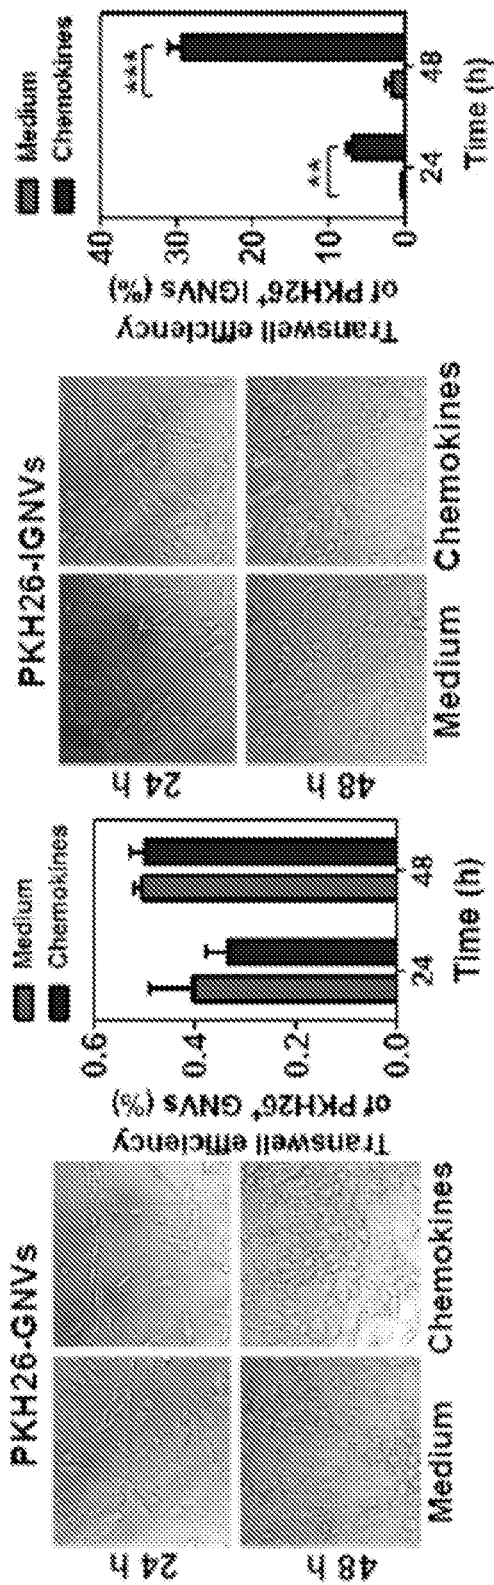 PKH26-GNVs
24 h
48 h
Medium
Chemokines
Medium
Chemokines
Transwell efficiency
of PKH26⁺ GNVs (%)
0.6
0.4
0.2
0.0
24
48
Time (h)
PKH26-IGNVs
24 h
48 h
Medium
Chemokines
Medium
Chemokines
Transwell efficiency
of PKH26⁺ IGNVs (%)
40
30
20
10
0
**
***
24
48
Time (h)